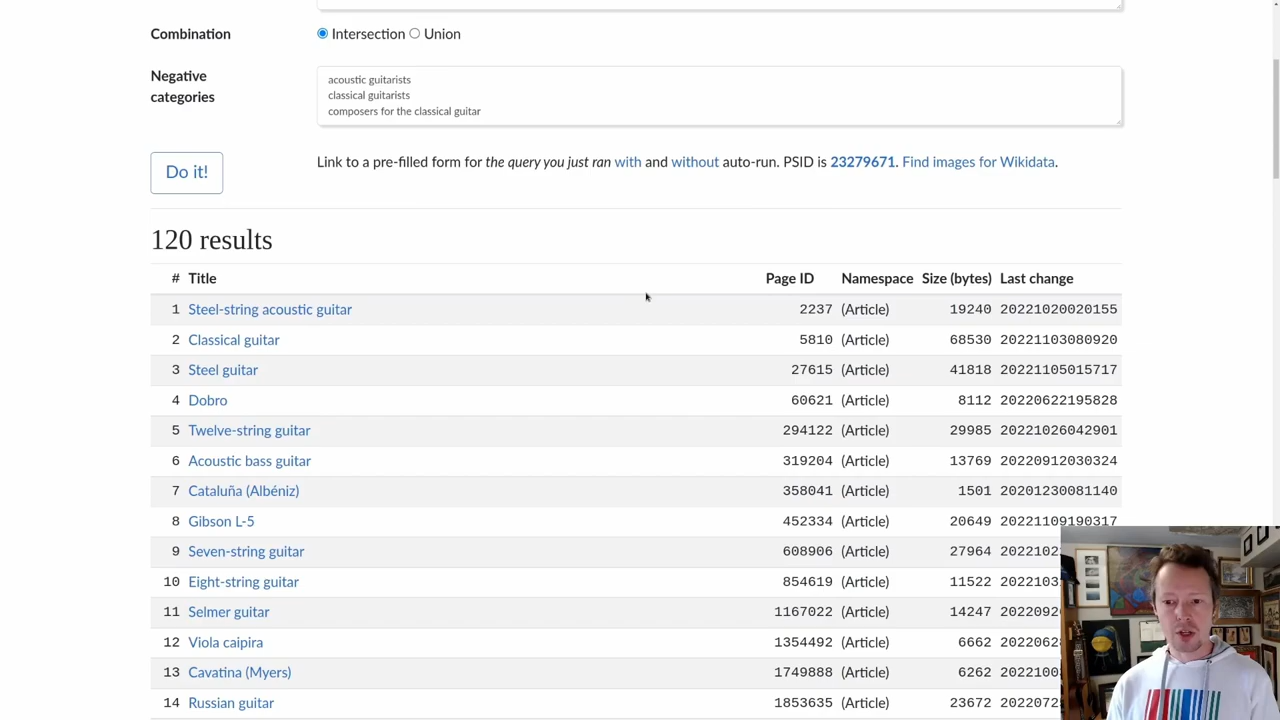 Combination Intersection Union
Negative categories
acoustic guitarists
classical guitarists
composers for the classical guitar
Do it! Link to a pre-filled form for the query you just ran with and without auto-run. PSID is 23279671. Find images for Wikidata.
120 results
# Title Page ID Namespace Size (bytes) Last change
1 Steel-string acoustic guitar 2237 (Article) 19240 20221020020155
2 Classical guitar 5810 (Article) 68530 20221103080920
3 Steel guitar 27615 (Article) 41818 20221105015717
4 Dobro 60621 (Article) 8112 20220622195828
5 Twelve-string guitar 294122 (Article) 29985 20221026042901
6 Acoustic bass guitar 319204 (Article) 13769 20220912030324
7 Cataluña (Albéniz) 358041 (Article) 1501 20201230081140
8 Gibson L-5 452334 (Article) 20649 20221109190317
9 Seven-string guitar 608906 (Article) 27964 2022102
10 Eight-string guitar 854619 (Article) 11522 2022103
11 Selmer guitar 1167022 (Article) 14247 2022092
12 Viola caipira 1354492 (Article) 6662 2022062
13 Cavatina (Myers) 1749888 (Article) 6262 2022100
14 Russian guitar 1853635 (Article) 23672 2022072